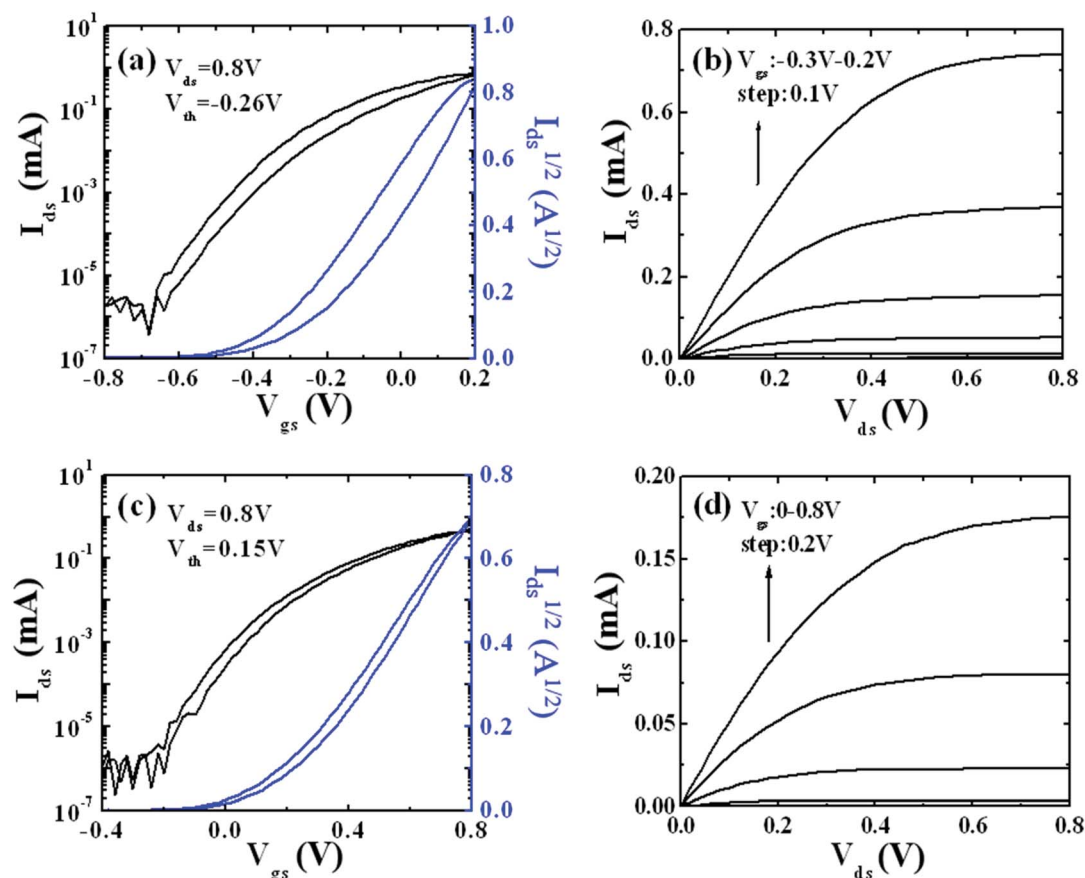 (a)
V_ds=0.8V
V_th=-0.26V
10^1
10^-1
10^-3
10^-5
10^-7
I_ds (mA)
1.0
0.8
0.6
0.4
0.2
0.0
I_ds^1/2 (A^1/2)
-0.8 -0.6 -0.4 -0.2 0.0 0.2
V_gs (V)
(b)
V_gs:-0.3V-0.2V
step:0.1V
0.8
0.6
0.4
0.2
0.0
I_ds (mA)
0.0 0.2 0.4 0.6 0.8
V_ds (V)
(c)
V_ds=0.8V
V_th=0.15V
10^1
10^-1
10^-3
10^-5
10^-7
I_ds (mA)
0.8
0.6
0.4
0.2
0.0
I_ds^1/2 (A^1/2)
-0.4 0.0 0.4 0.8
V_gs (V)
(d)
V_gs:0-0.8V
step:0.2V
0.20
0.15
0.10
0.05
0.00
I_ds (mA)
0.0 0.2 0.4 0.6 0.8
V_ds (V)